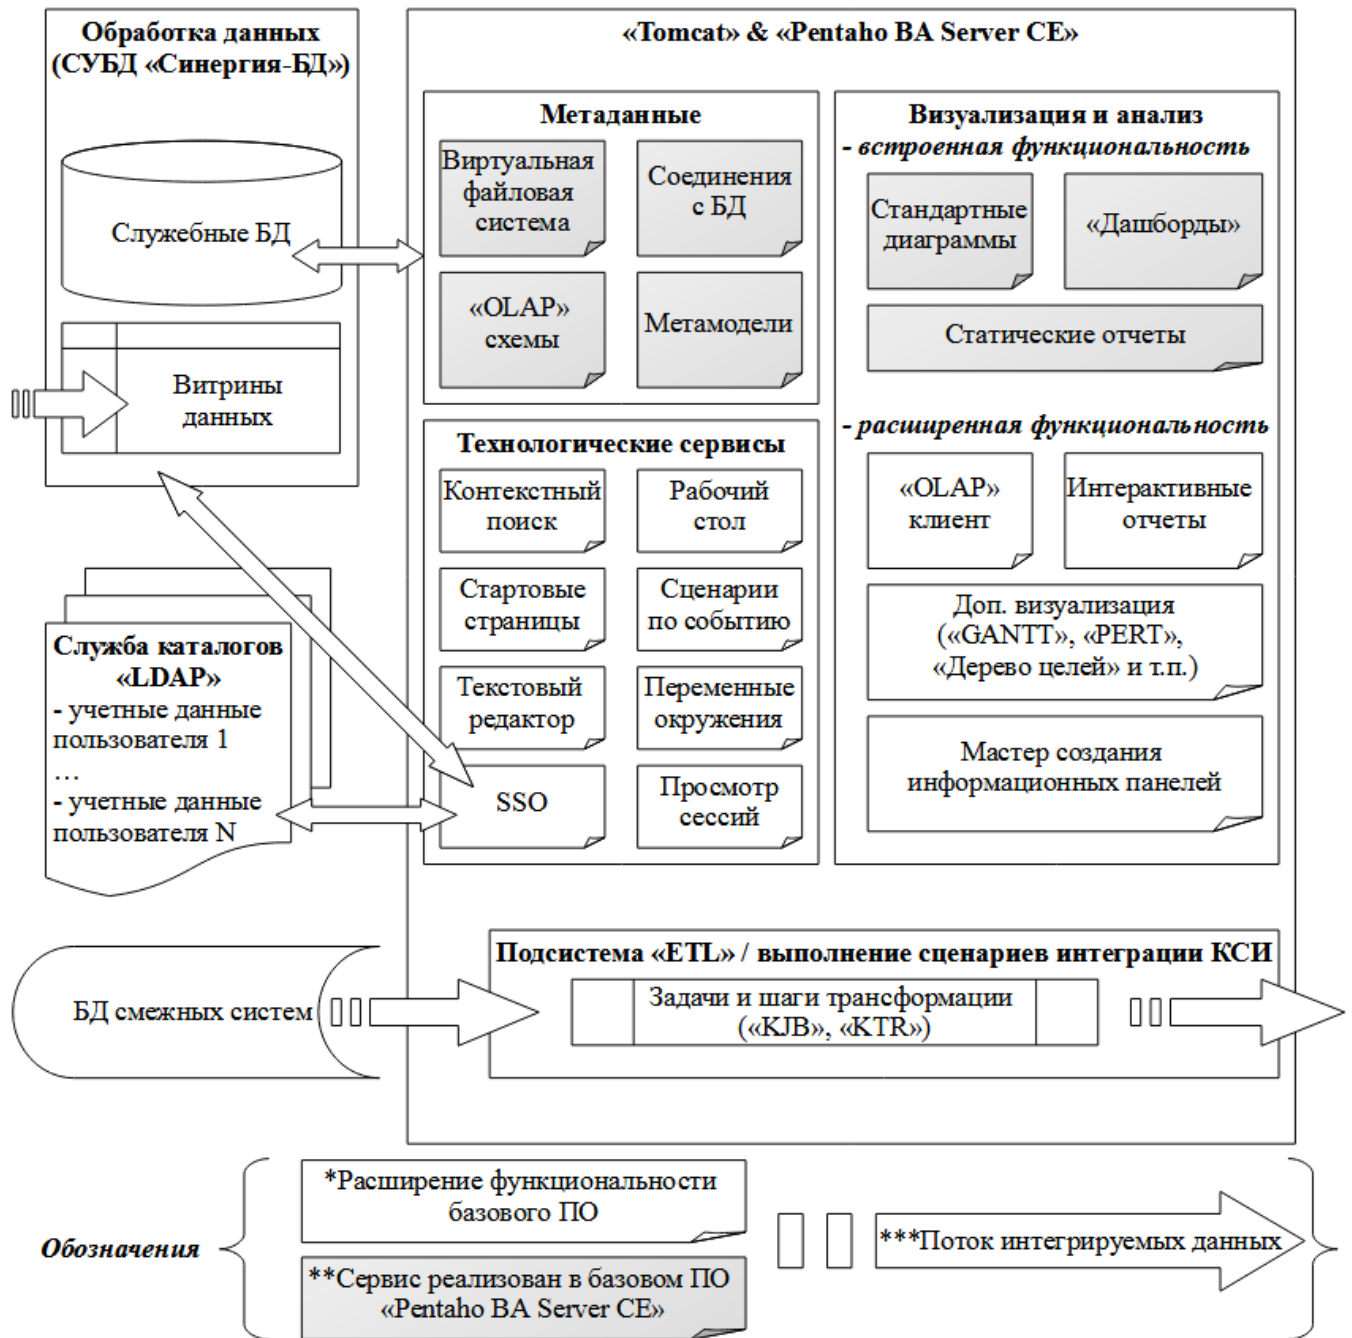 Обработка данных
(СУБД «Синергия-БД»)
Служебные БД
Витрины
данных
Служба каталогов
«LDAP»
- учетные данные
пользователя 1
...
- учетные данные
пользователя N
БД смежных систем
«Tomcat» & «Pentaho BA Server CE»
Метаданные
Виртуальная
файловая
система
Соединения
с БД
«OLAP»
схемы
Метамодели
Технологические сервисы
Контекстный
поиск
Рабочий
стол
Стартовые
страницы
Сценарии
по событию
Текстовый
редактор
Переменные
окружения
SSO
Просмотр
сессий
Визуализация и анализ
- встроенная функциональность
Стандартные
диаграммы
«Дашборды»
Статические отчеты
- расширенная функциональность
«OLAP»
клиент
Интерактивные
отчеты
Доп. визуализация
(«GANTT», «PERT»,
«Дерево целей» и т.п.)
Мастер создания
информационных панелей
Подсистема «ETL» / выполнение сценариев интеграции КСИ
Задачи и шаги трансформации
(«KJB», «KTR»)
Обозначения
*Расширение функциональности
базового ПО
**Сервис реализован в базовом ПО
«Pentaho BA Server CE»
***Поток интегрируемых данных